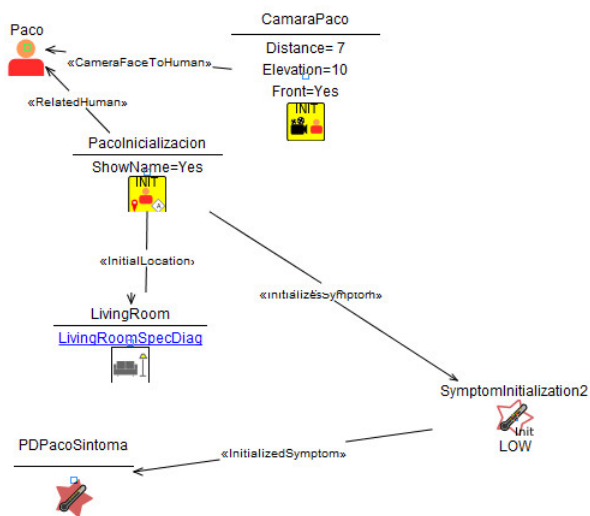 Paco
CamaraPaco
Distance= 7
Elevation=10
Front=Yes
INIT
«CameraFaceToHuman»
«RelatedHuman»
PacoInicializacion
ShowName=Yes
INIT
A
«InitialLocation»
«InitializesSymptom»
LivingRoom
LivingRoomSpecDiag
SymptomInitialization2
Init
LOW
PDPacoSintoma
«InitializedSymptom»